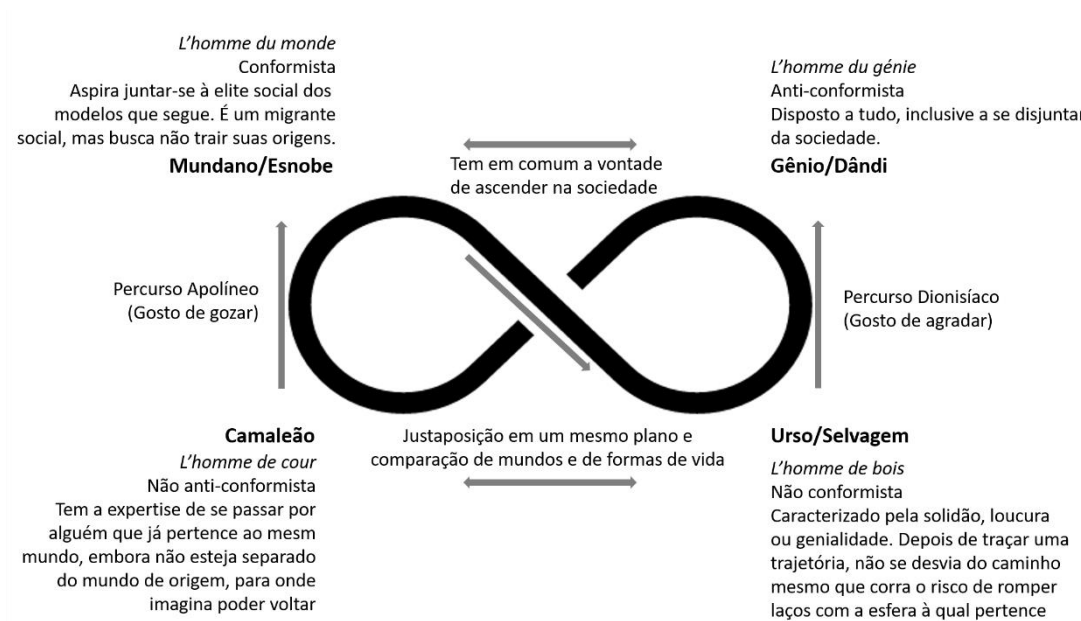 L’homme du monde
Conformista
Aspira juntar-se à elite social dos
modelos que segue. É um migrante
social, mas busca não trair suas origens.
Mundano/Esnobe
Tem em comum a vontade
de ascender na sociedade
L’homme du génie
Anti-conformista
Disposto a tudo, inclusive a se disjuntar
da sociedade.
Gênio/Dândi
Percurso Apolíneo
(Gosto de gozar)
Percurso Dionisíaco
(Gosto de agradar)
Camaleão
L’homme de cour
Não anti-conformista
Tem a expertise de se passar por
alguém que já pertence ao mesm
mundo, embora não esteja separado
do mundo de origem, para onde
imagina poder voltar
Justaposição em um mesmo plano e
comparação de mundos e de formas de vida
Urso/Selvagem
L’homme de bois
Não conformista
Caracterizado pela solidão, loucura
ou genialidade. Depois de traçar uma
trajetória, não se desvia do caminho
mesmo que corra o risco de romper
laços com a esfera à qual pertence